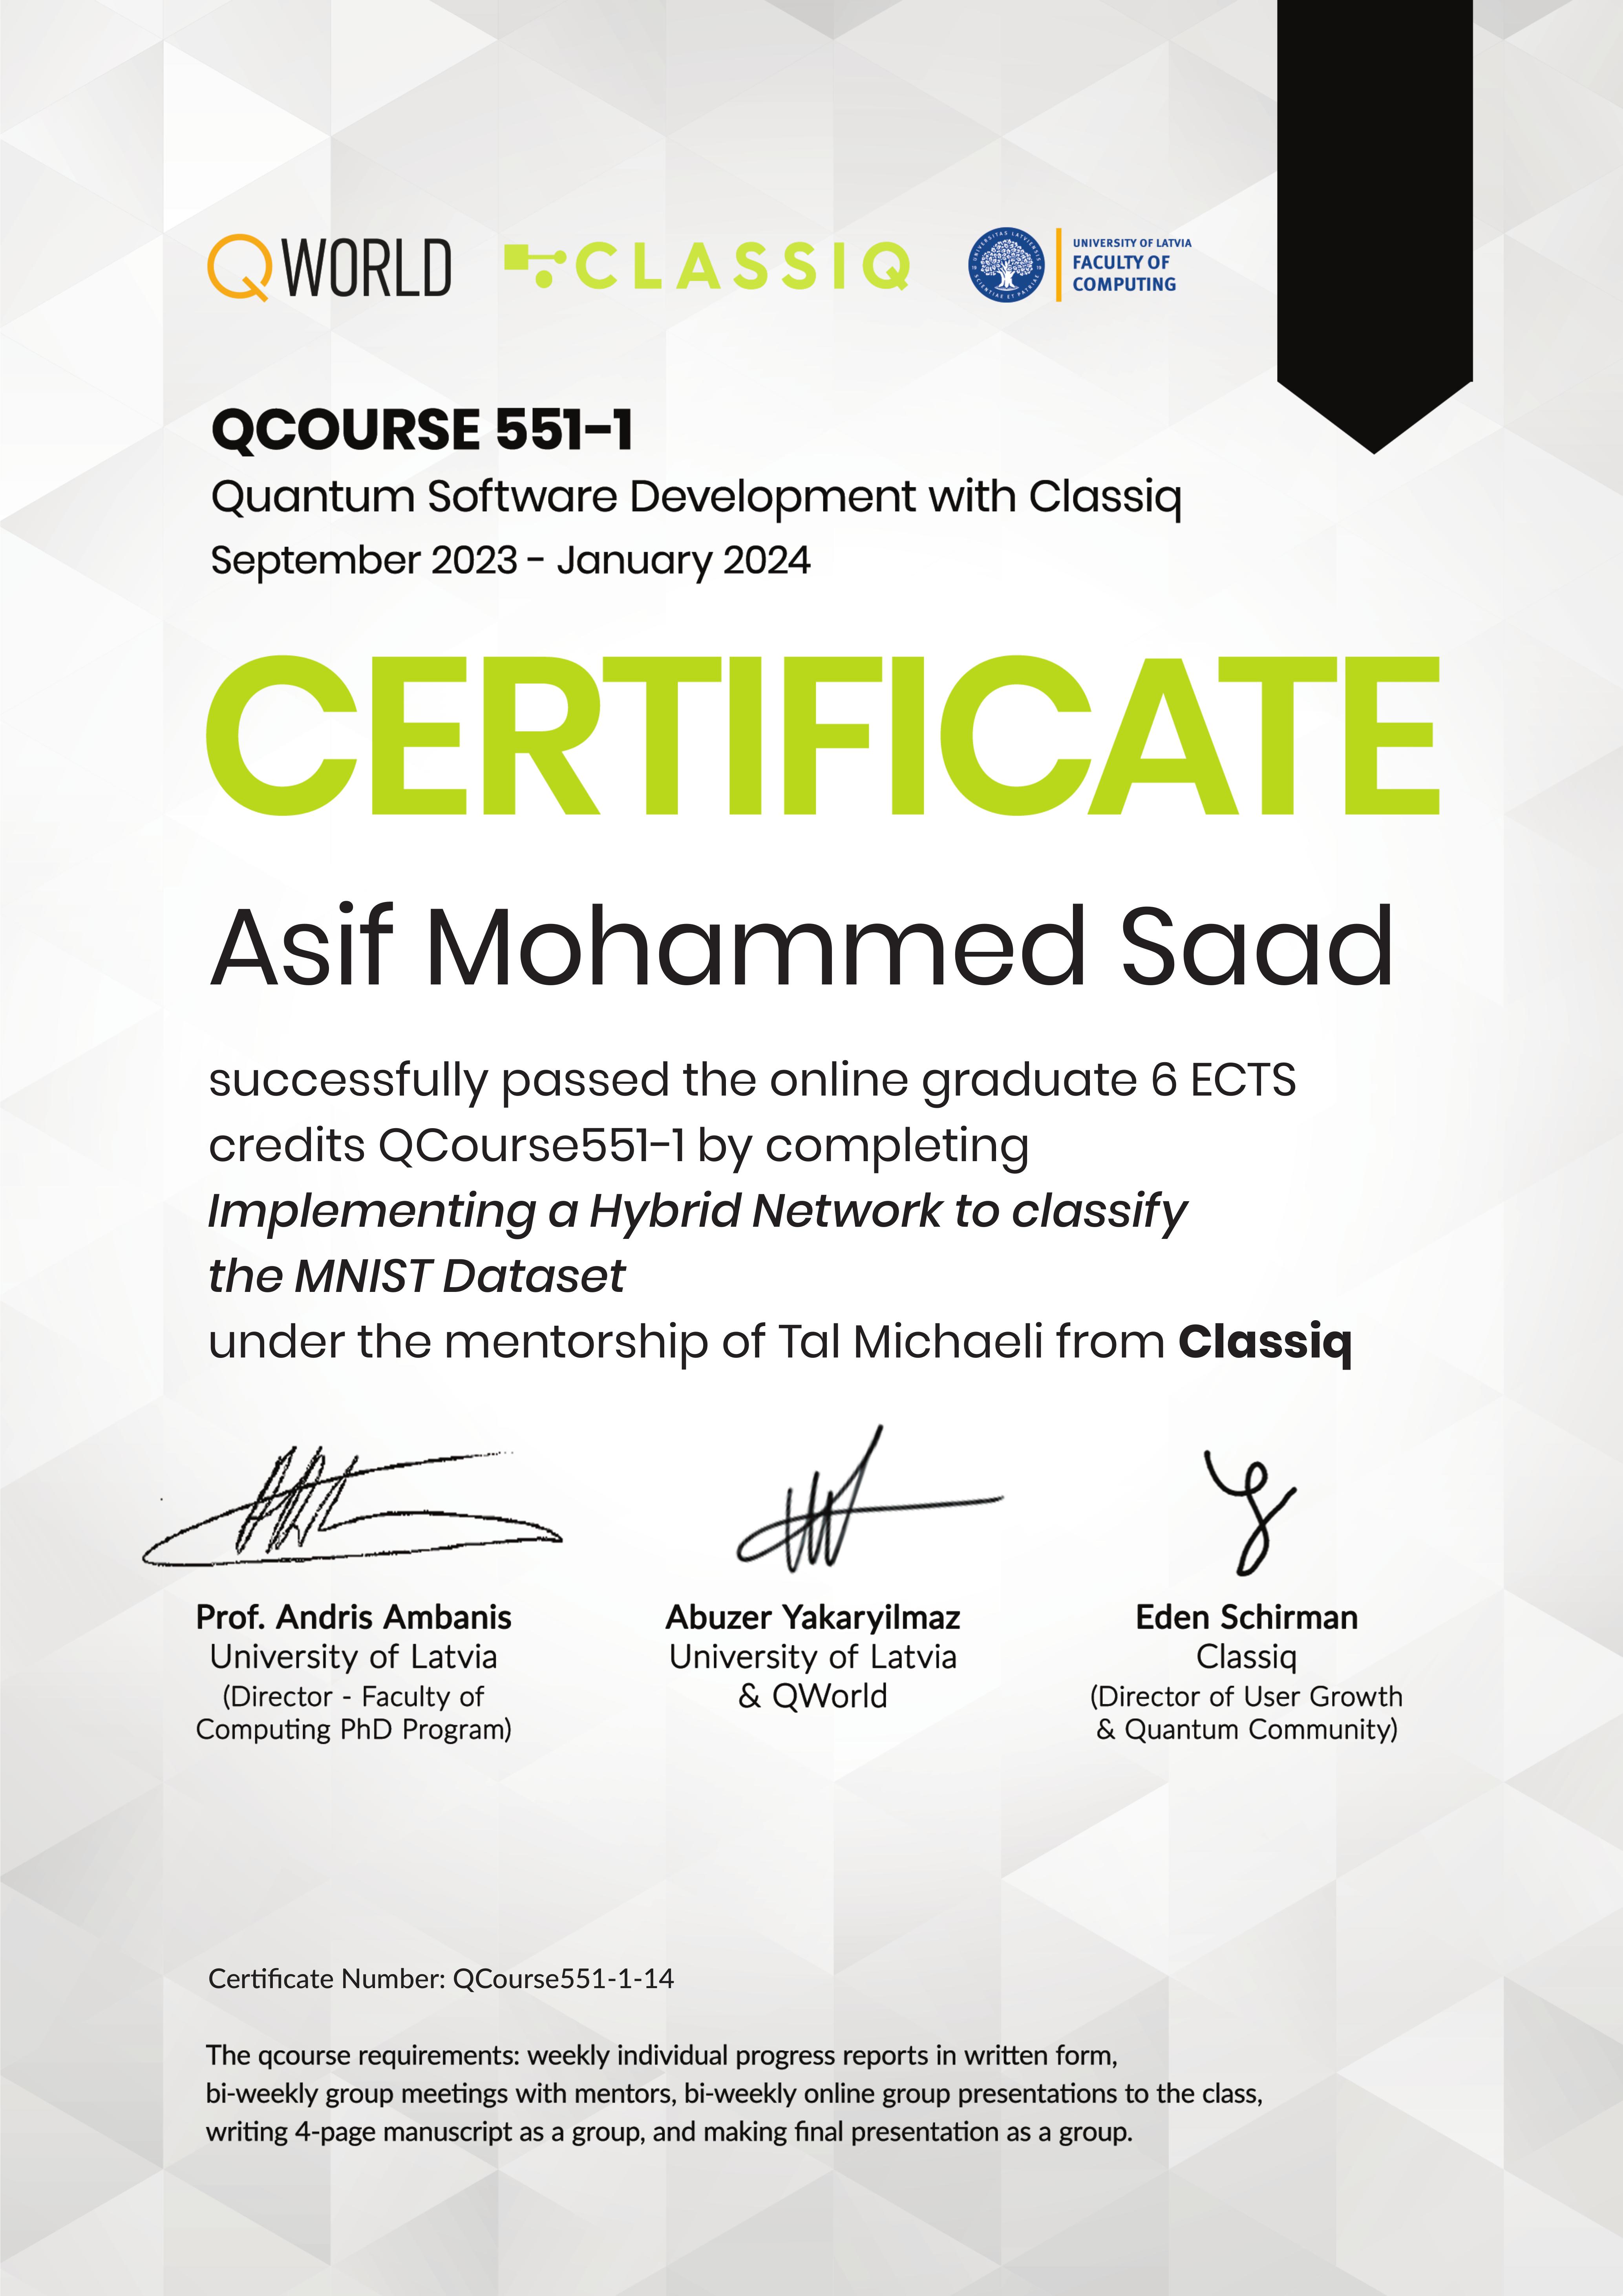 QWORLD
CLASSIQ
UNIVERSITY OF LATVIA
FACULTY OF
COMPUTING
QCOURSE 551-1
Quantum Software Development with Classiq
September 2023 - January 2024
CERTIFICATE
Asif Mohammed Saad
successfully passed the online graduate 6 ECTS
credits QCourse551-1 by completing
Implementing a Hybrid Network to classify
the MNIST Dataset
under the mentorship of Tal Michaeli from Classiq
Prof. Andris Ambanis
University of Latvia
(Director - Faculty of
Computing PhD Program)
Abuzer Yakaryilmaz
University of Latvia
& QWorld
Eden Schirman
Classiq
(Director of User Growth
& Quantum Community)
Certificate Number: QCourse551-1-14
The qcourse requirements: weekly individual progress reports in written form,
bi-weekly group meetings with mentors, bi-weekly online group presentations to the class,
writing 4-page manuscript as a group, and making final presentation as a group.